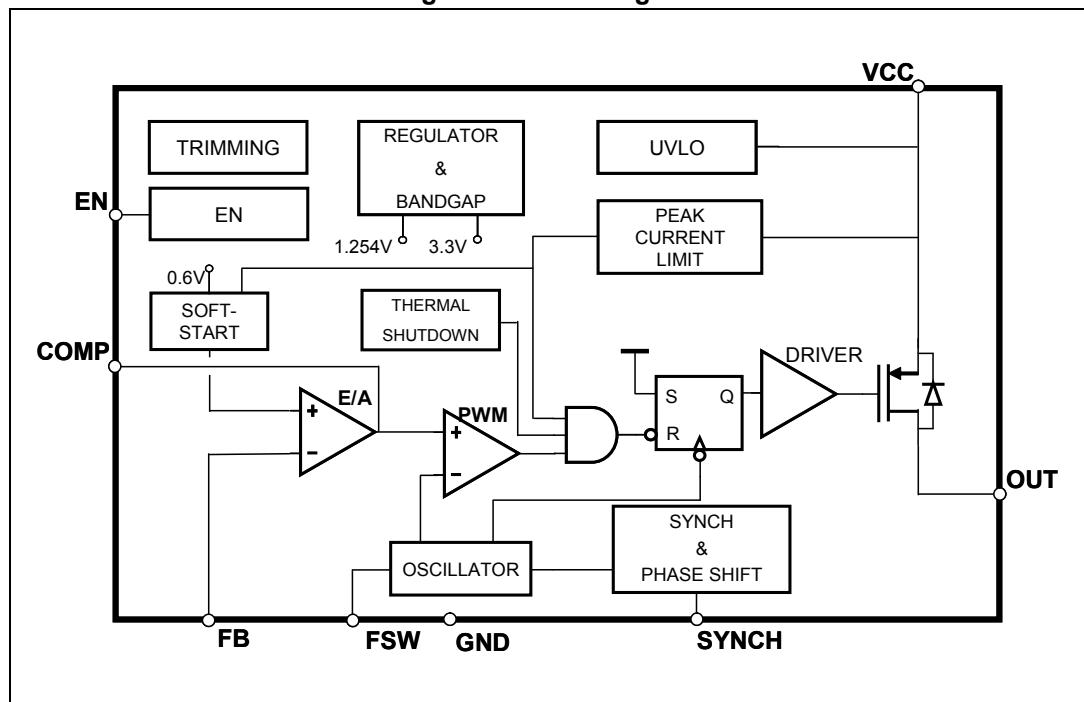 VCC
TRIMMING
REGULATOR
&
BANDGAP
UVLO
EN
EN
PEAK
CURRENT
LIMIT
1.254V
3.3V
0.6V
SOFT-
START
THERMAL
SHUTDOWN
COMP
DRIVER
E/A
PWM
S
Q
R
+
−
+
−
OUT
SYNCH
&
PHASE SHIFT
OSCILLATOR
FB
FSW
GND
SYNCH